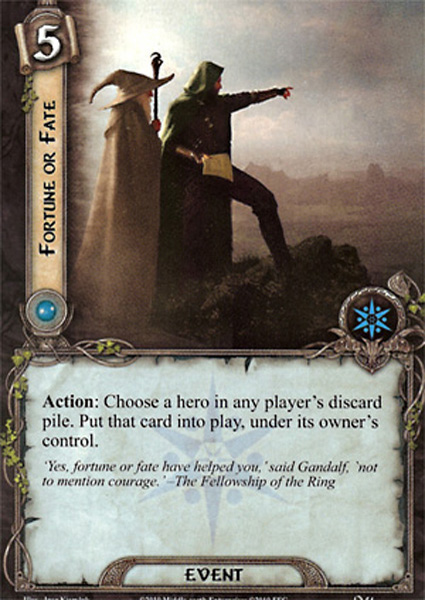 5
FORTUNE OR FATE
Action: Choose a hero in any player's discard
pile. Put that card into play, under its owner's
control.
'Yes, fortune or fate have helped you,' said Gandalf, 'not
to mention courage.' –The Fellowship of the Ring
EVENT